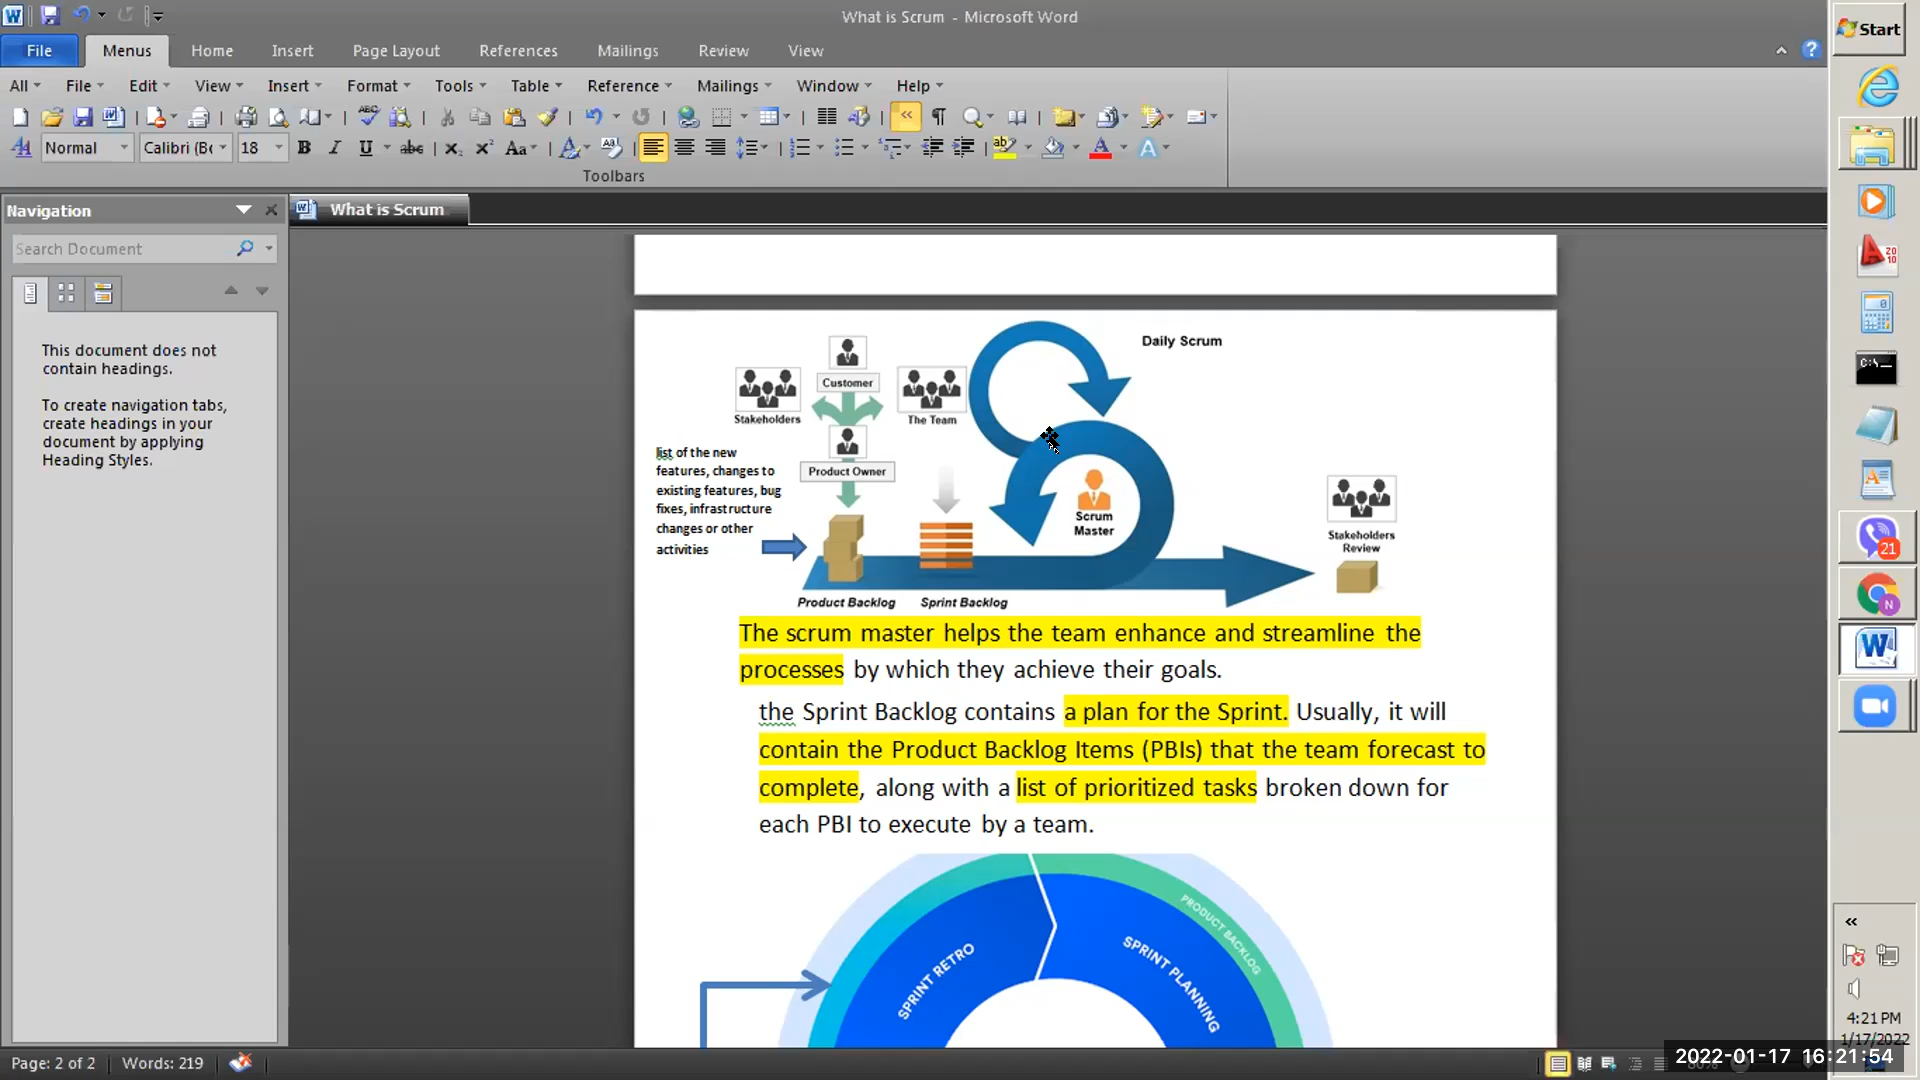 What is Scrum - Microsoft Word
Start
File Menus Home Insert Page Layout References Mailings Review View
All File Edit View Insert Format Tools Table Reference Mailings Window Help
Normal Calibri (B 18 B I U abc Aa
Toolbars
Navigation
What is Scrum
Search Document
This document does not
contain headings.
To create navigation tabs,
create headings in your
document by applying
Heading Styles.
Daily Scrum
Customer
Stakeholders
The Team
Product Owner
list of the new
features, changes to
existing features, bug
fixes, infrastructure
changes or other
activities
Scrum
Master
Stakeholders
Review
Product Backlog Sprint Backlog
The scrum master helps the team enhance and streamline the
processes by which they achieve their goals.
the Sprint Backlog contains a plan for the Sprint. Usually, it will
contain the Product Backlog Items (PBIs) that the team forecast to
complete, along with a list of prioritized tasks broken down for
each PBI to execute by a team.
PRODUCT BACKLOG
SPRINT RETRO
SPRINT PLANNING
21
N
4:21 PM
1/17/2022
Page: 2 of 2 Words: 219
2022-01-17 16:21:54